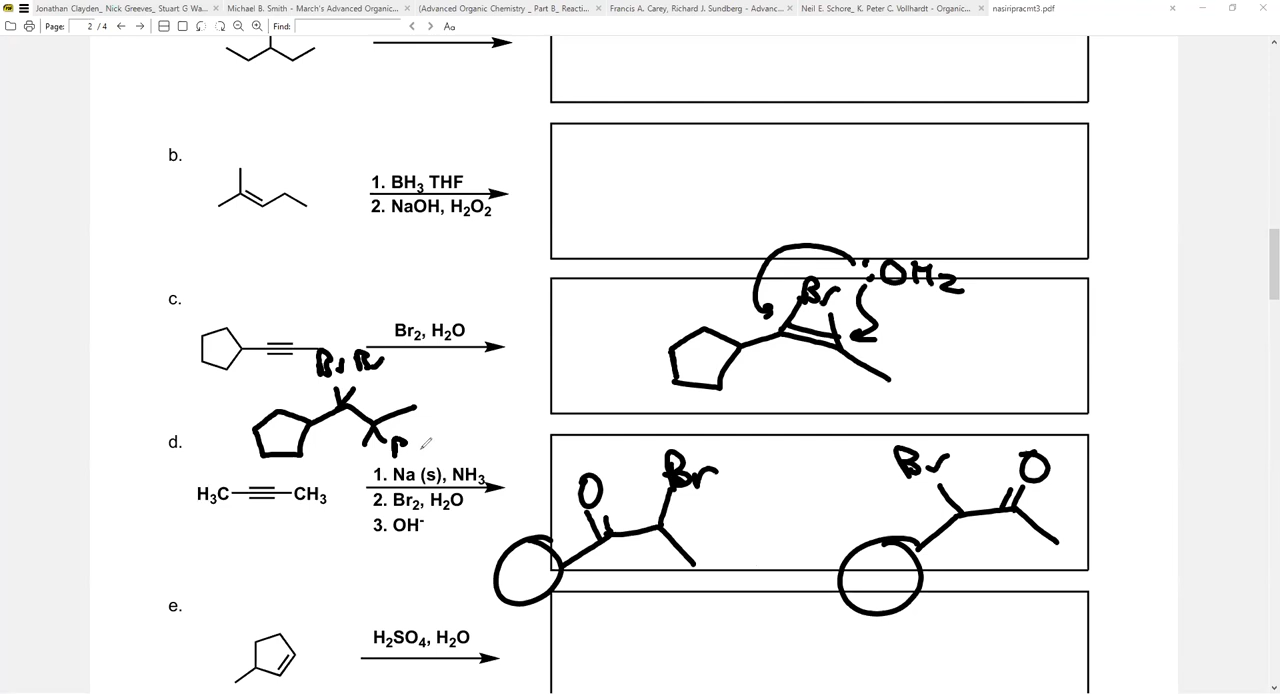 Jonathan Clayden_ Nick Greeves_ Stuart G Wa...
Michael B. Smith - March's Advanced Organic...
(Advanced Organic Chemistry _ Part B_ Reacti...
Francis A. Carey, Richard J. Sundberg - Advanc...
Neil E. Schore_ K. Peter C. Vollhardt - Organic...
nasiripracmt3.pdf
Page: 2 / 4
Find:
Aa
b.
1. BH3 THF
2. NaOH, H2O2
:OH2
Br
c.
Br2, H2O
Br Br
d.
H3C
CH3
1. Na (s), NH3
2. Br2, H2O
3. OH-
O
Br
Br
O
e.
H2SO4, H2O